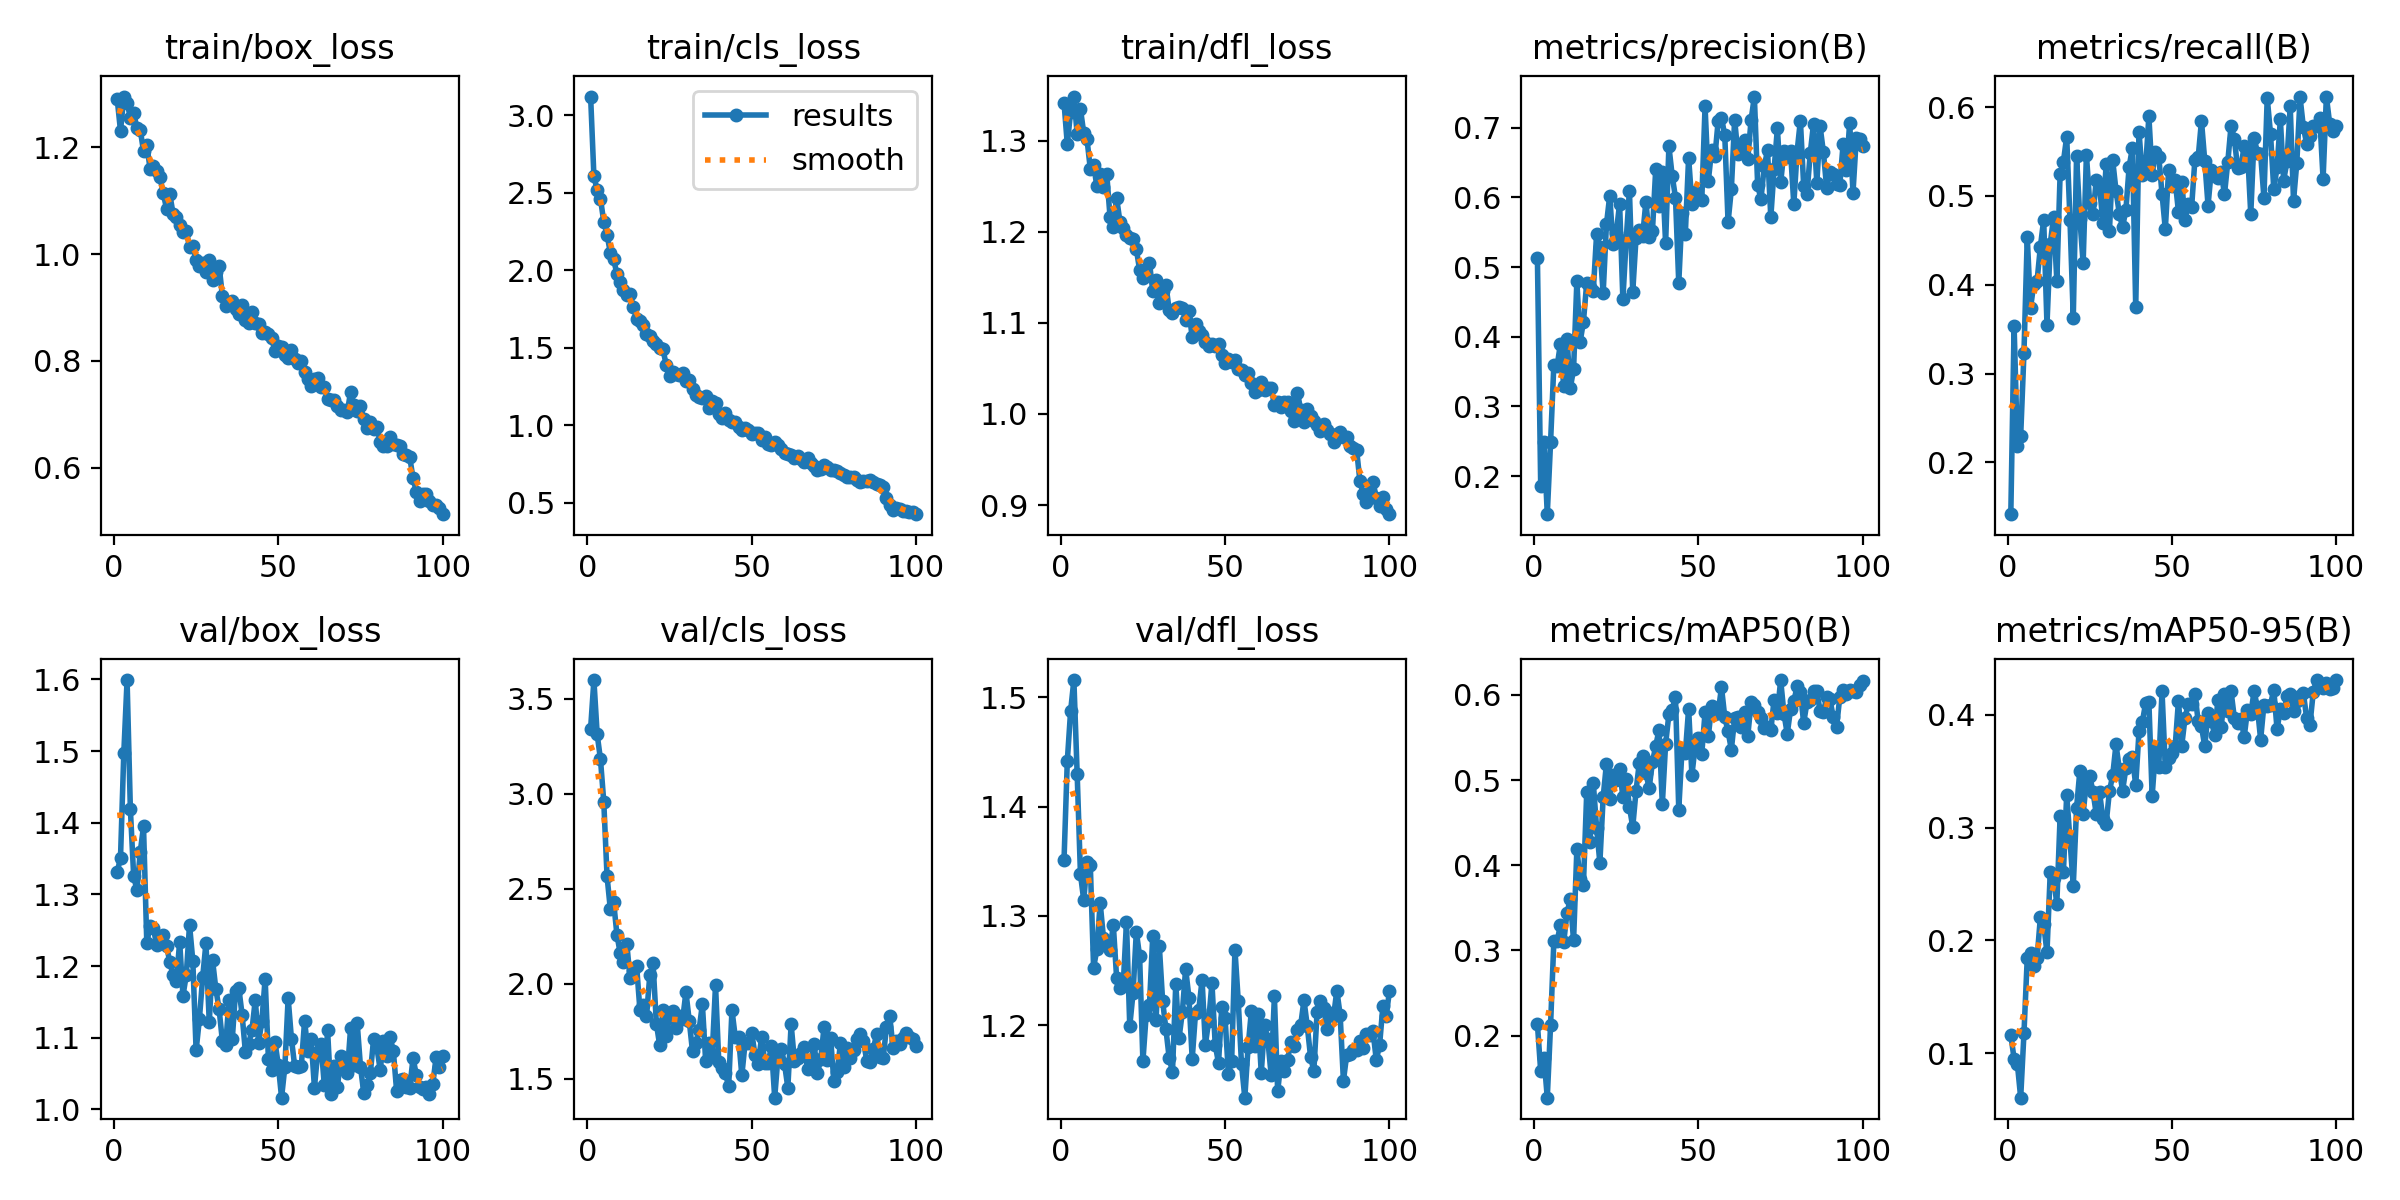 train/box_loss
1.2
1.0
0.8
0.6
0 50 100
train/cls_loss
results
smooth
3.0
2.5
2.0
1.5
1.0
0.5
0 50 100
train/dfl_loss
1.3
1.2
1.1
1.0
0.9
0 50 100
metrics/precision(B)
0.7
0.6
0.5
0.4
0.3
0.2
0 50 100
metrics/recall(B)
0.6
0.5
0.4
0.3
0.2
0 50 100
val/box_loss
1.6
1.5
1.4
1.3
1.2
1.1
1.0
0 50 100
val/cls_loss
3.5
3.0
2.5
2.0
1.5
0 50 100
val/dfl_loss
1.5
1.4
1.3
1.2
0 50 100
metrics/mAP50(B)
0.6
0.5
0.4
0.3
0.2
0 50 100
metrics/mAP50-95(B)
0.4
0.3
0.2
0.1
0 50 100